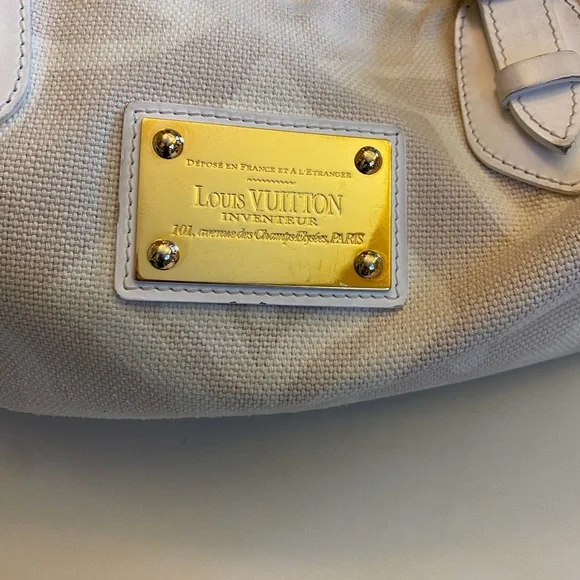 DÉPOSÉ EN FRANCE ET A L'ÉTRANGER
LOUIS VUITTON
INVENTEUR
101, avenue des Champs Elysées, PARIS